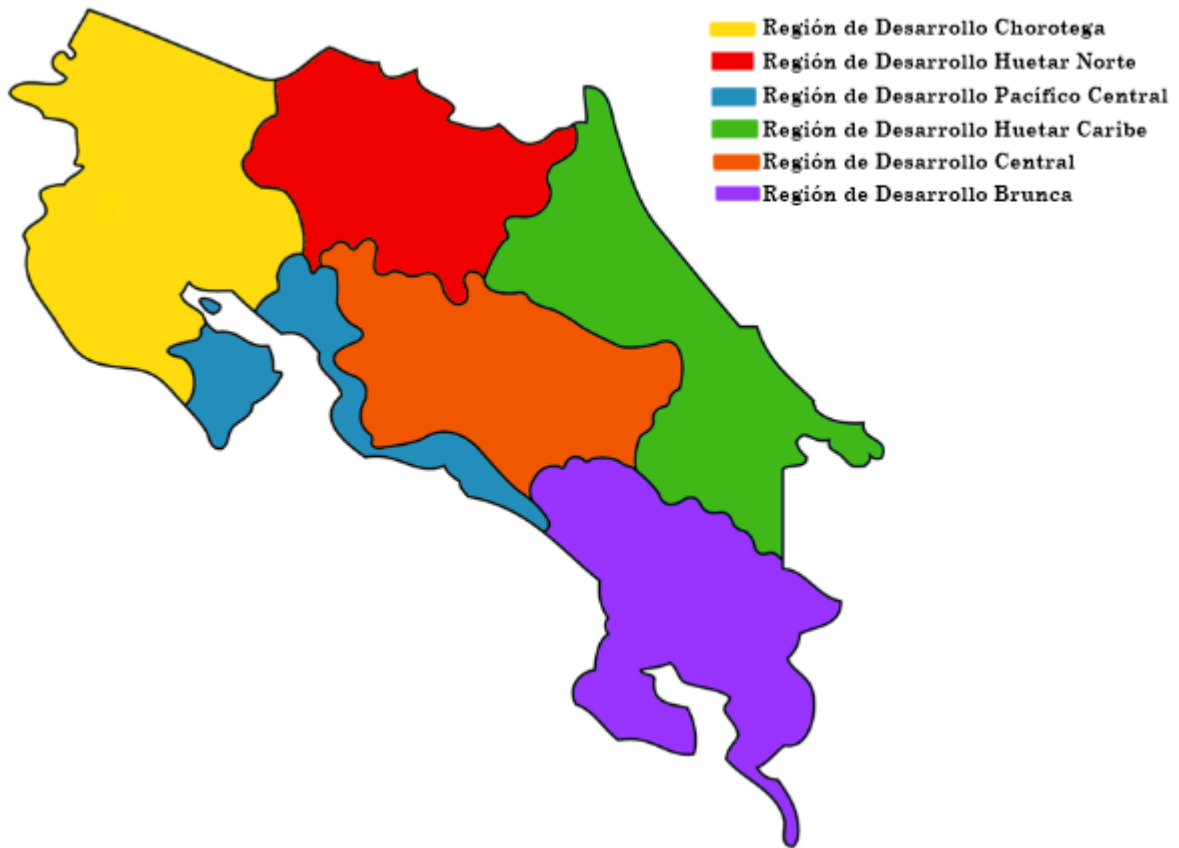 Región de Desarrollo Chorotega
Región de Desarrollo Huetar Norte
Región de Desarrollo Pacífico Central
Región de Desarrollo Huetar Caribe
Región de Desarrollo Central
Región de Desarrollo Brunca